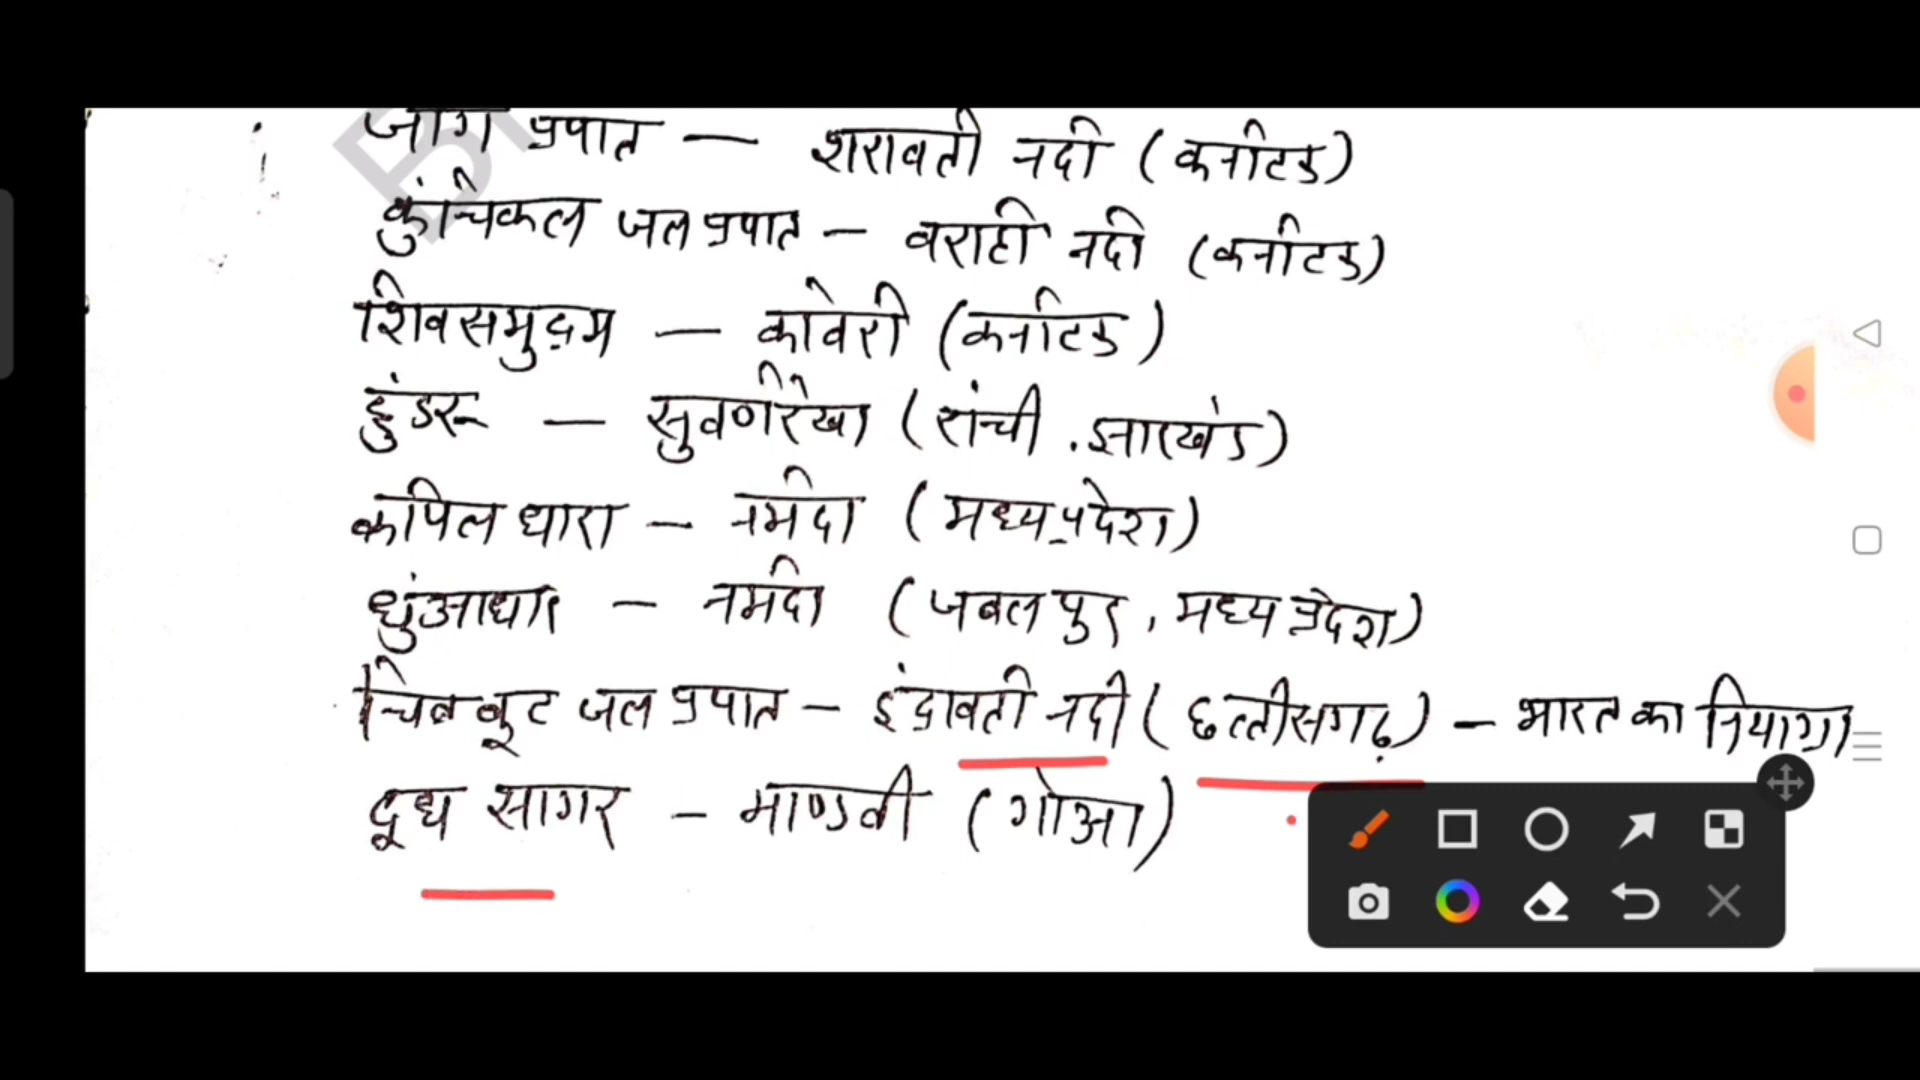 जोग प्रपात — शरावती नदी (कर्नाटक)
कुंचिकल जल प्रपात – वराही नदी (कर्नाटक)
शिवसमुद्रम — कावेरी (कर्नाटक)
हुंडरू — सुवर्णरेखा (रांची, झारखंड)
कपिल धारा – नर्मदा (मध्य प्रदेश)
धुंआधार – नर्मदा (जबलपुर, मध्य प्रदेश)
चित्रकूट जल प्रपात – इंद्रावती नदी (छत्तीसगढ़) – भारत का नियाग्रा
दूध सागर – माण्डवी (गोआ)